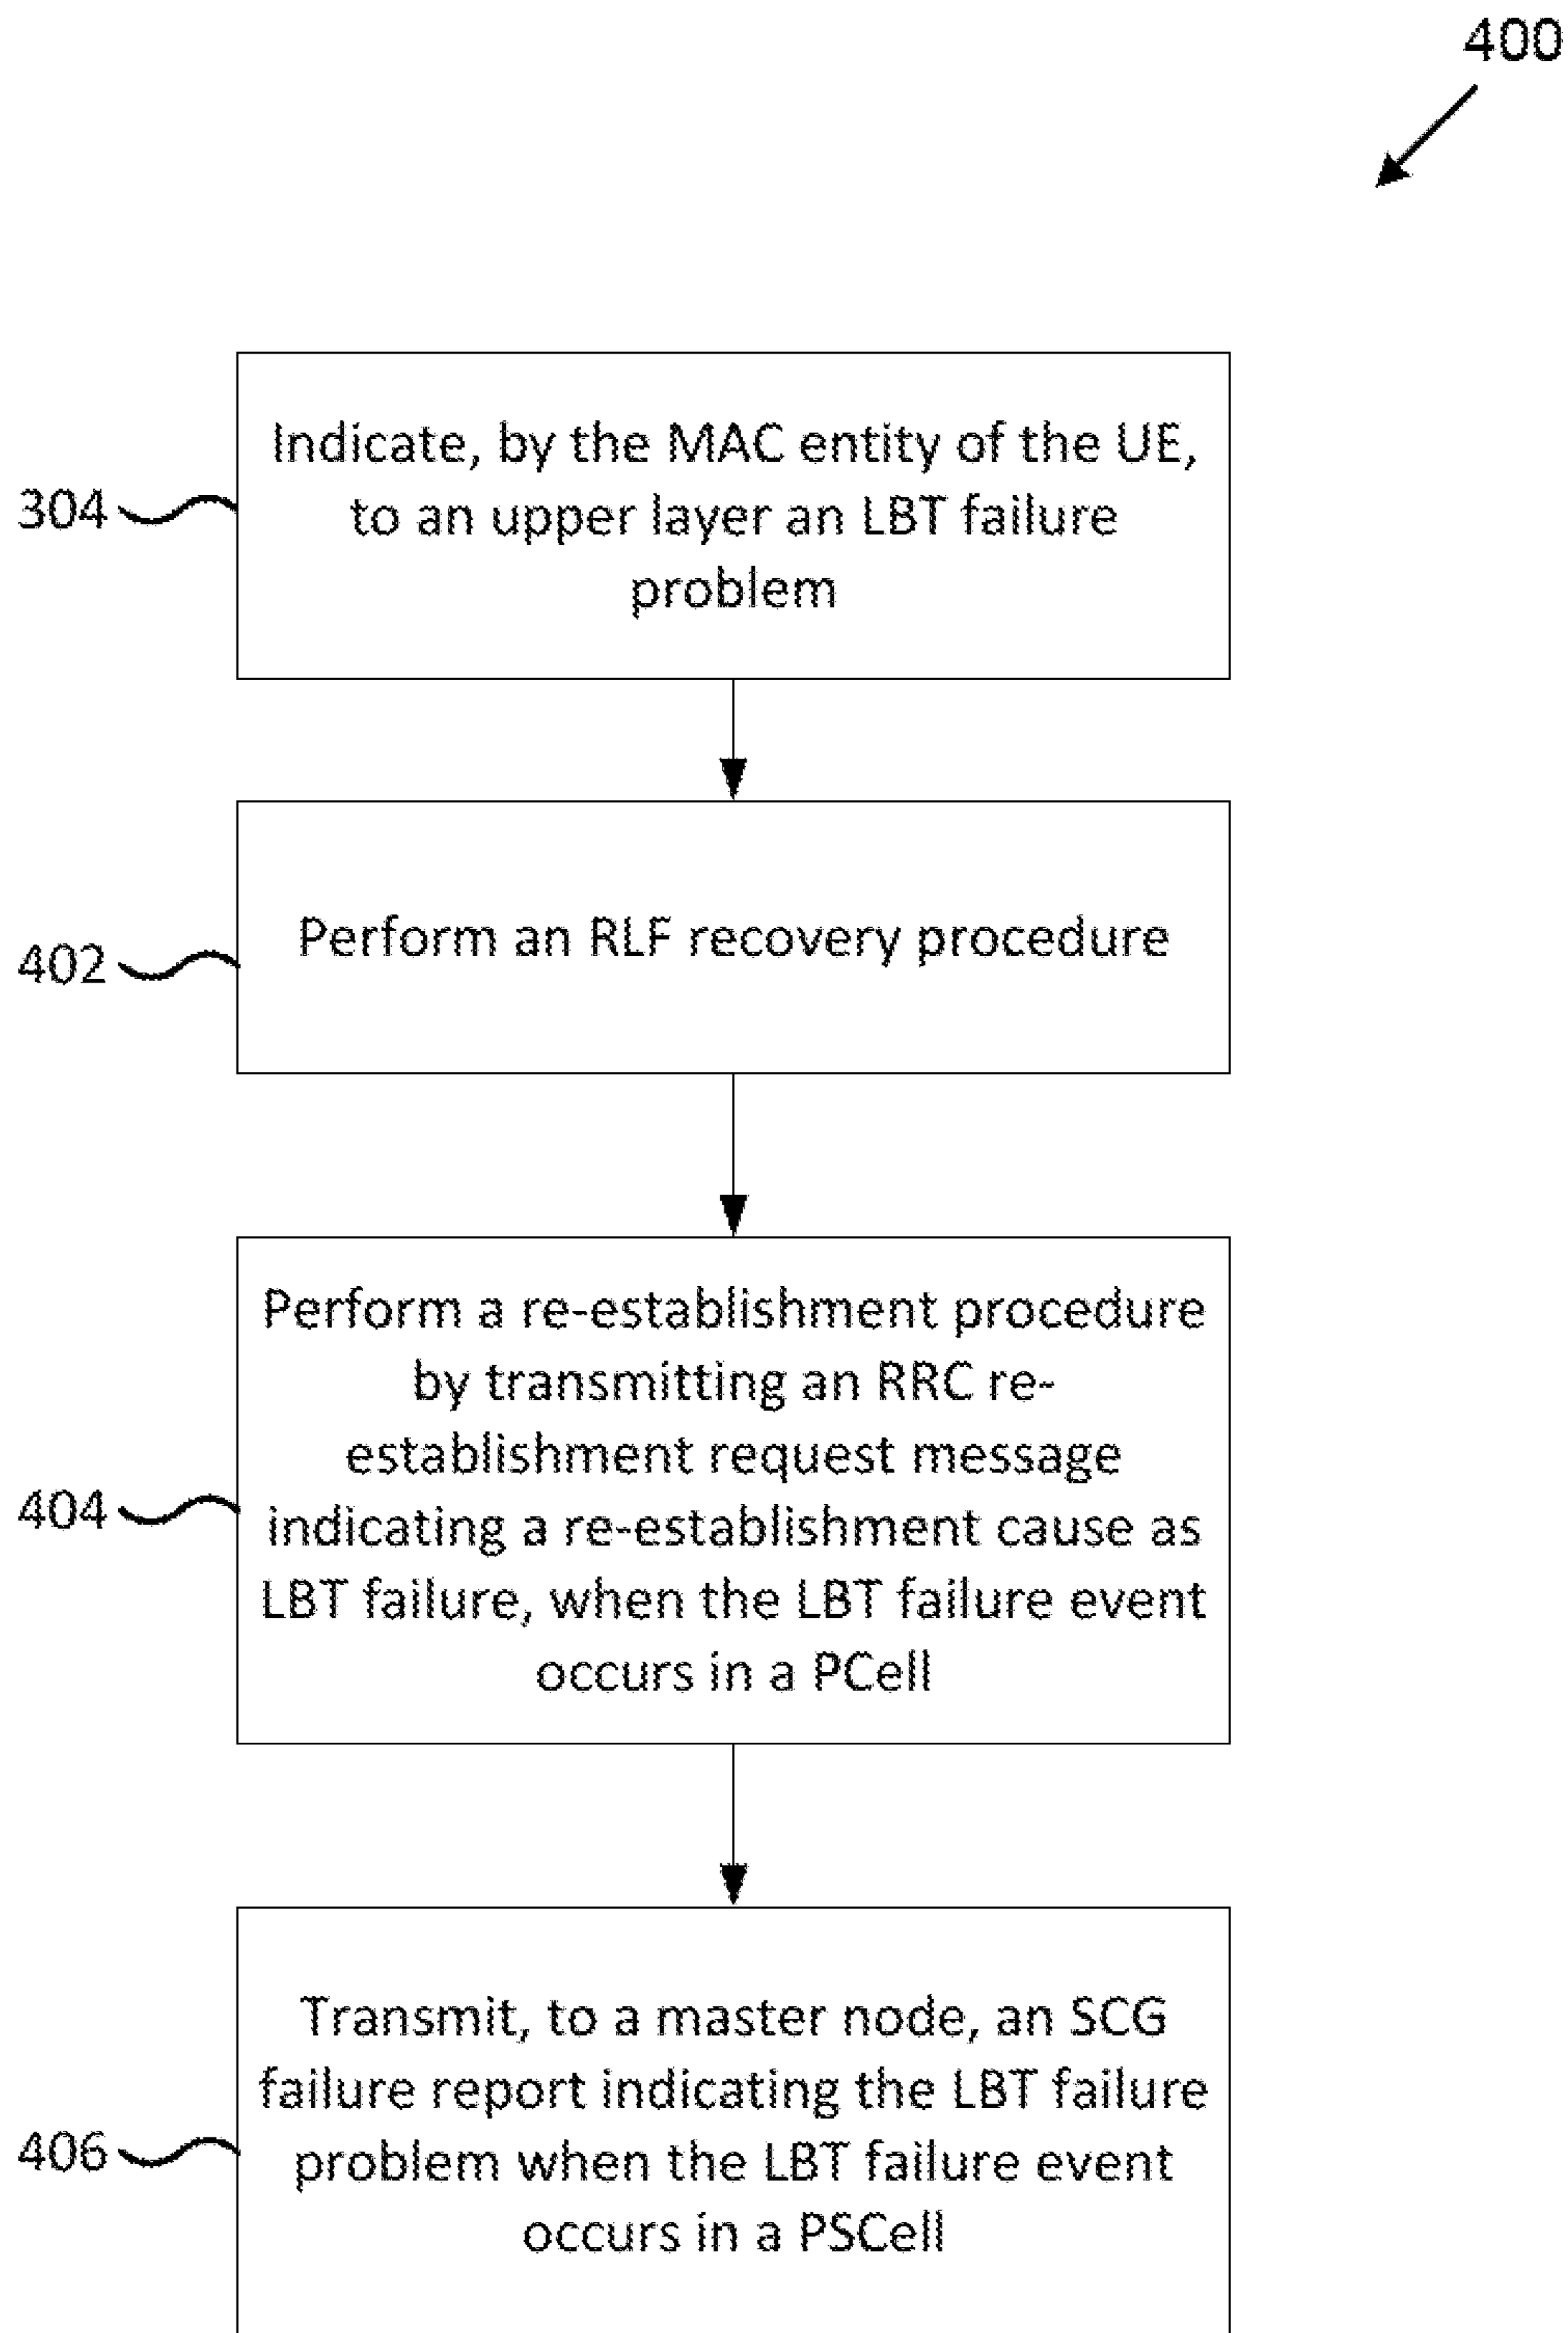 400
304
Indicate, by the MAC entity of the UE,
to an upper layer an LBT failure
problem
402
Perform an RLF recovery procedure
404
Perform a re-establishment procedure
by transmitting an RRC re-
establishment request message
indicating a re-establishment cause as
LBT failure, when the LBT failure event
occurs in a PCell
406
Transmit, to a master node, an SCG
failure report indicating the LBT failure
problem when the LBT failure event
occurs in a PSCell